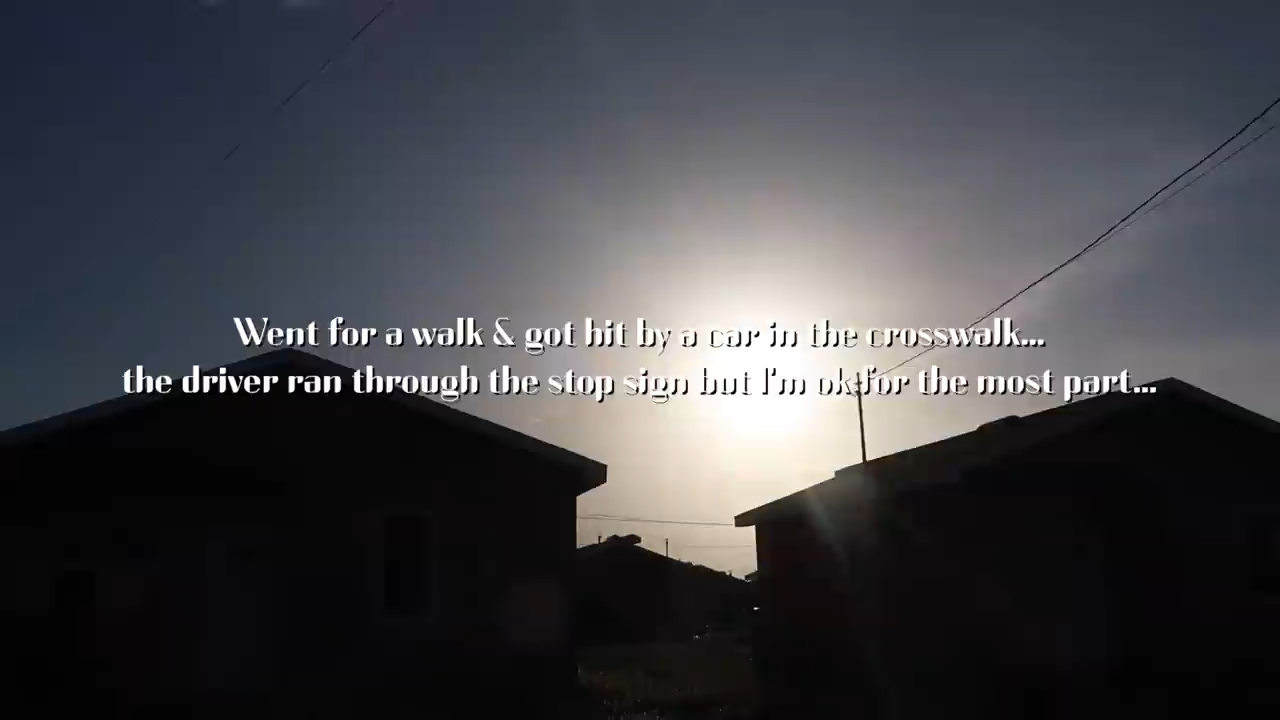 Went for a walk & got hit by a car in the crosswalk...
the driver ran through the stop sign but I'm ok for the most part...